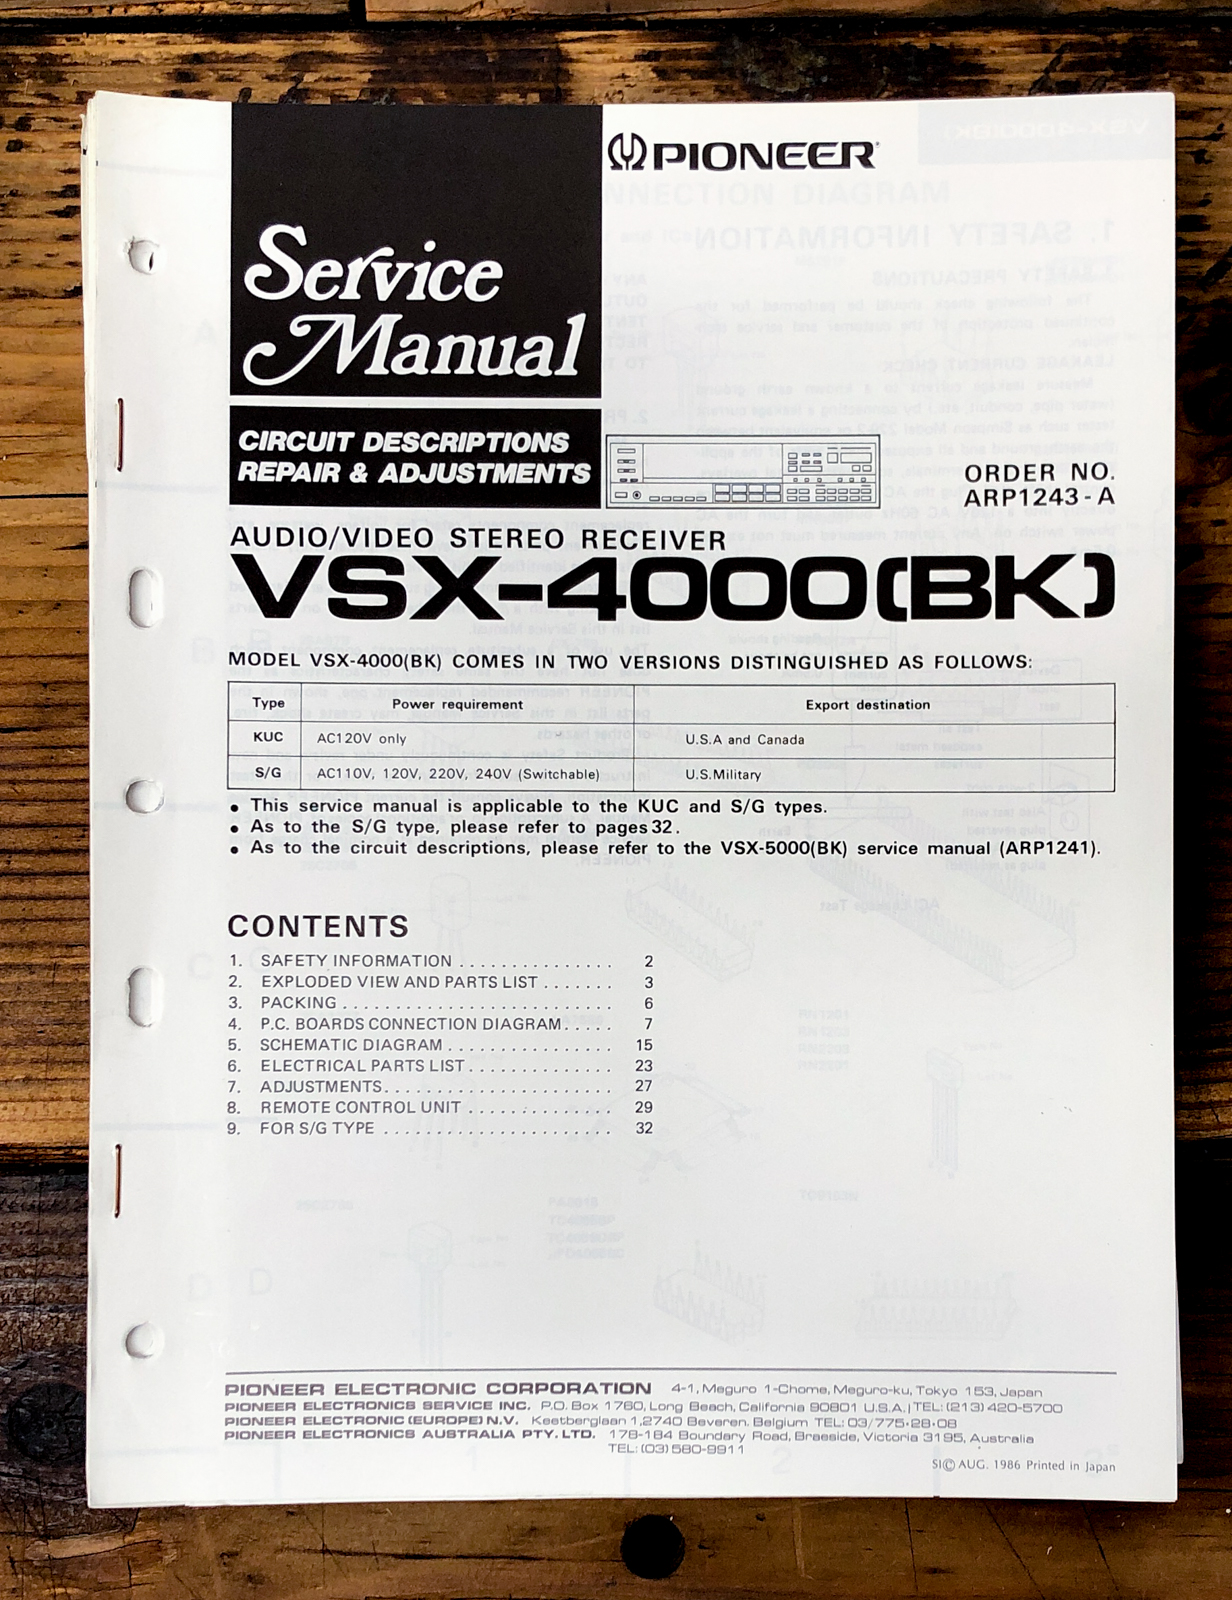 PIONEER
Service
Manual
CIRCUIT DESCRIPTIONS
REPAIR & ADJUSTMENTS
ORDER NO.
ARP1243-A
AUDIO/VIDEO STEREO RECEIVER
VSX-4000(BK)
MODEL VSX-4000(BK) COMES IN TWO VERSIONS DISTINGUISHED AS FOLLOWS:
Type Power requirement Export destination
KUC AC120V only U.S.A and Canada
S/G AC110V, 120V, 220V, 240V (Switchable) U.S.Military
• This service manual is applicable to the KUC and S/G types.
• As to the S/G type, please refer to pages 32.
• As to the circuit descriptions, please refer to the VSX-5000(BK) service manual (ARP1241).
CONTENTS
1. SAFETY INFORMATION . . . . . . . . . . . . . . . 2
2. EXPLODED VIEW AND PARTS LIST . . . . . . . 3
3. PACKING . . . . . . . . . . . . . . . . . . . . . . . . . . 6
4. P.C. BOARDS CONNECTION DIAGRAM . . . . . 7
5. SCHEMATIC DIAGRAM . . . . . . . . . . . . . . . . 15
6. ELECTRICAL PARTS LIST . . . . . . . . . . . . . . 23
7. ADJUSTMENTS . . . . . . . . . . . . . . . . . . . . . . 27
8. REMOTE CONTROL UNIT . . . . . . . . . . . . . . 29
9. FOR S/G TYPE . . . . . . . . . . . . . . . . . . . . . . 32
PIONEER ELECTRONIC CORPORATION 4-1, Meguro 1-Chome, Meguro-ku, Tokyo 153, Japan
PIONEER ELECTRONICS SERVICE INC. P.O. Box 1760, Long Beach, California 90801 U.S.A. TEL: (213) 420-5700
PIONEER ELECTRONIC (EUROPE) N.V. Keetberglaan 1, 2740 Beveren, Belgium TEL: 03/775·28·08
PIONEER ELECTRONICS AUSTRALIA PTY. LTD. 178-184 Boundary Road, Braeside, Victoria 3195, Australia
TEL: (03) 580-9911
SI © AUG. 1986 Printed in Japan